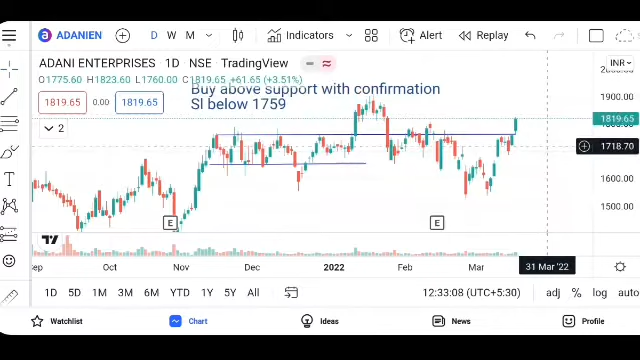 ADANIEN D W M Indicators Alert Replay
ADANI ENTERPRISES · 1D · NSE · TradingView INR
O1775.60 H1823.60 L1760.00 C1819.65 +61.65 (+3.51%)
Buy above support with confirmation
Sl below 1759
1819.65 0.00 1819.65
2
1900.00
1819.65
1718.70
1600.00
1500.00
E E
Oct Nov Dec 2022 Feb Mar 31 Mar '22
1D 5D 1M 3M 6M YTD 1Y 5Y All 12:33:08 (UTC+5:30) adj % log auto
Watchlist Chart Ideas News Profile